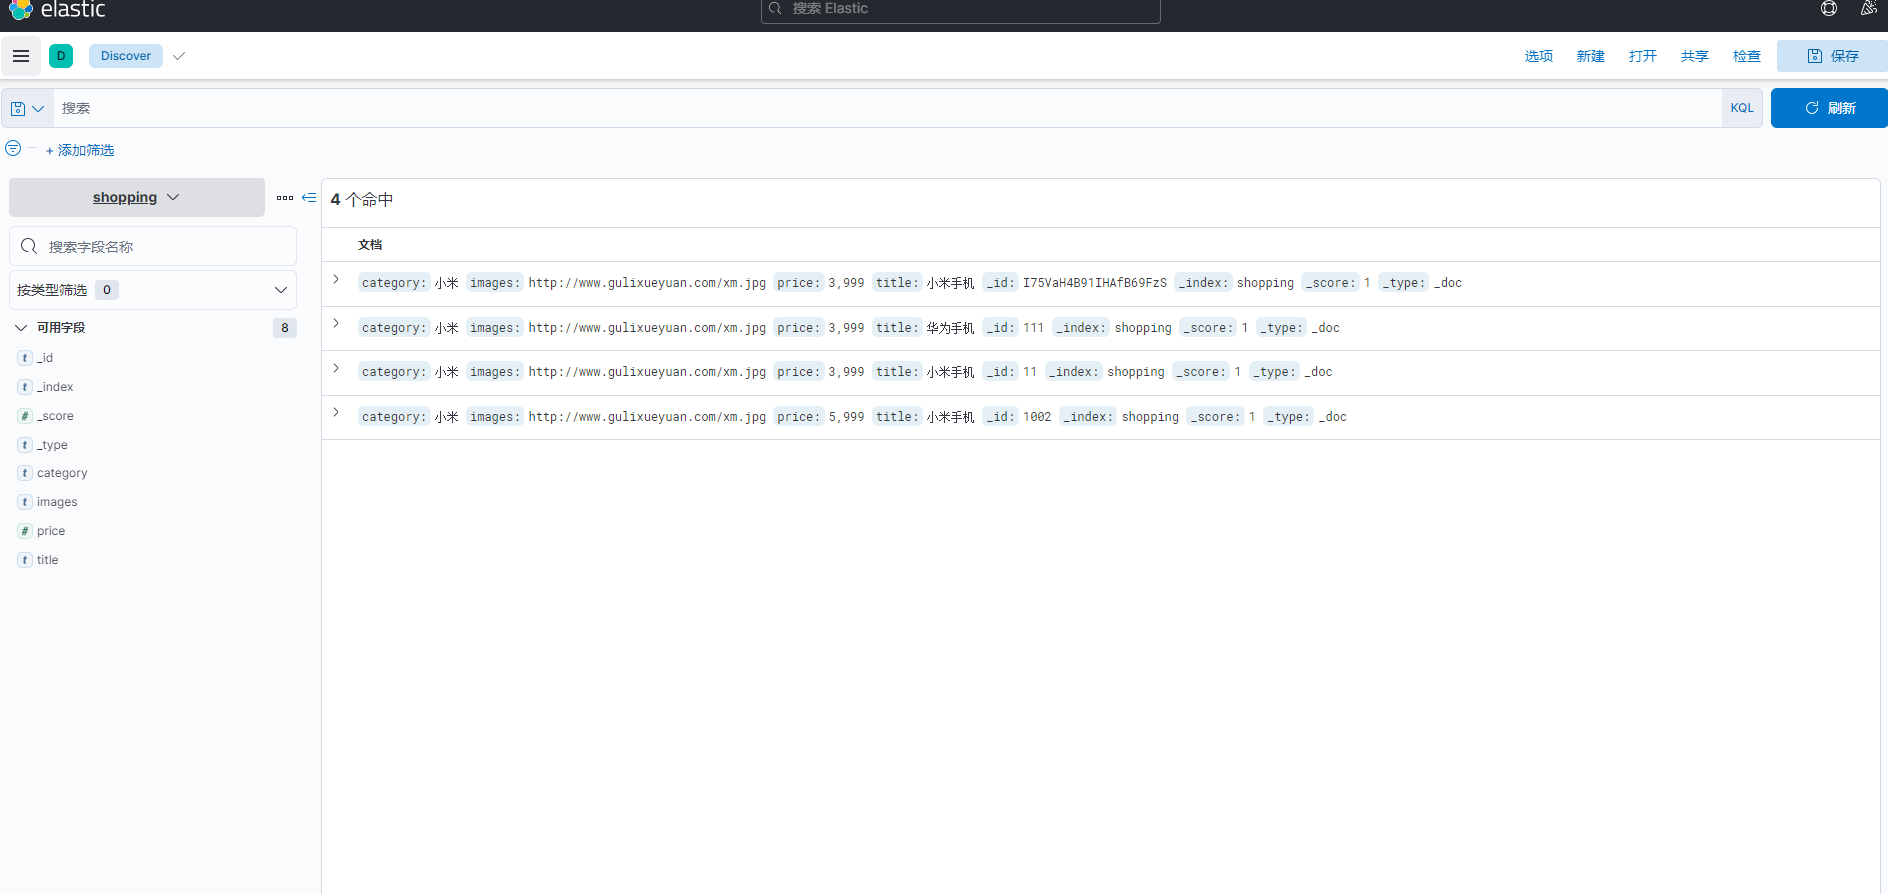 elastic 搜索 Elastic
D Discover 选项 新建 打开 共享 检查 保存
搜索 KQL 刷新
+ 添加筛选
shopping
4 个命中
搜索字段名称
文档
按类型筛选 0
category: 小米 images: http://www.gulixueyuan.com/xm.jpg price: 3,999 title: 小米手机 _id: I75VaH4B91IHAfB69FzS _index: shopping _score: 1 _type: _doc
可用字段 8
category: 小米 images: http://www.gulixueyuan.com/xm.jpg price: 3,999 title: 华为手机 _id: 111 _index: shopping _score: 1 _type: _doc
t _id
category: 小米 images: http://www.gulixueyuan.com/xm.jpg price: 3,999 title: 小米手机 _id: 11 _index: shopping _score: 1 _type: _doc
t _index
# _score
category: 小米 images: http://www.gulixueyuan.com/xm.jpg price: 5,999 title: 小米手机 _id: 1002 _index: shopping _score: 1 _type: _doc
t _type
t category
t images
# price
t title